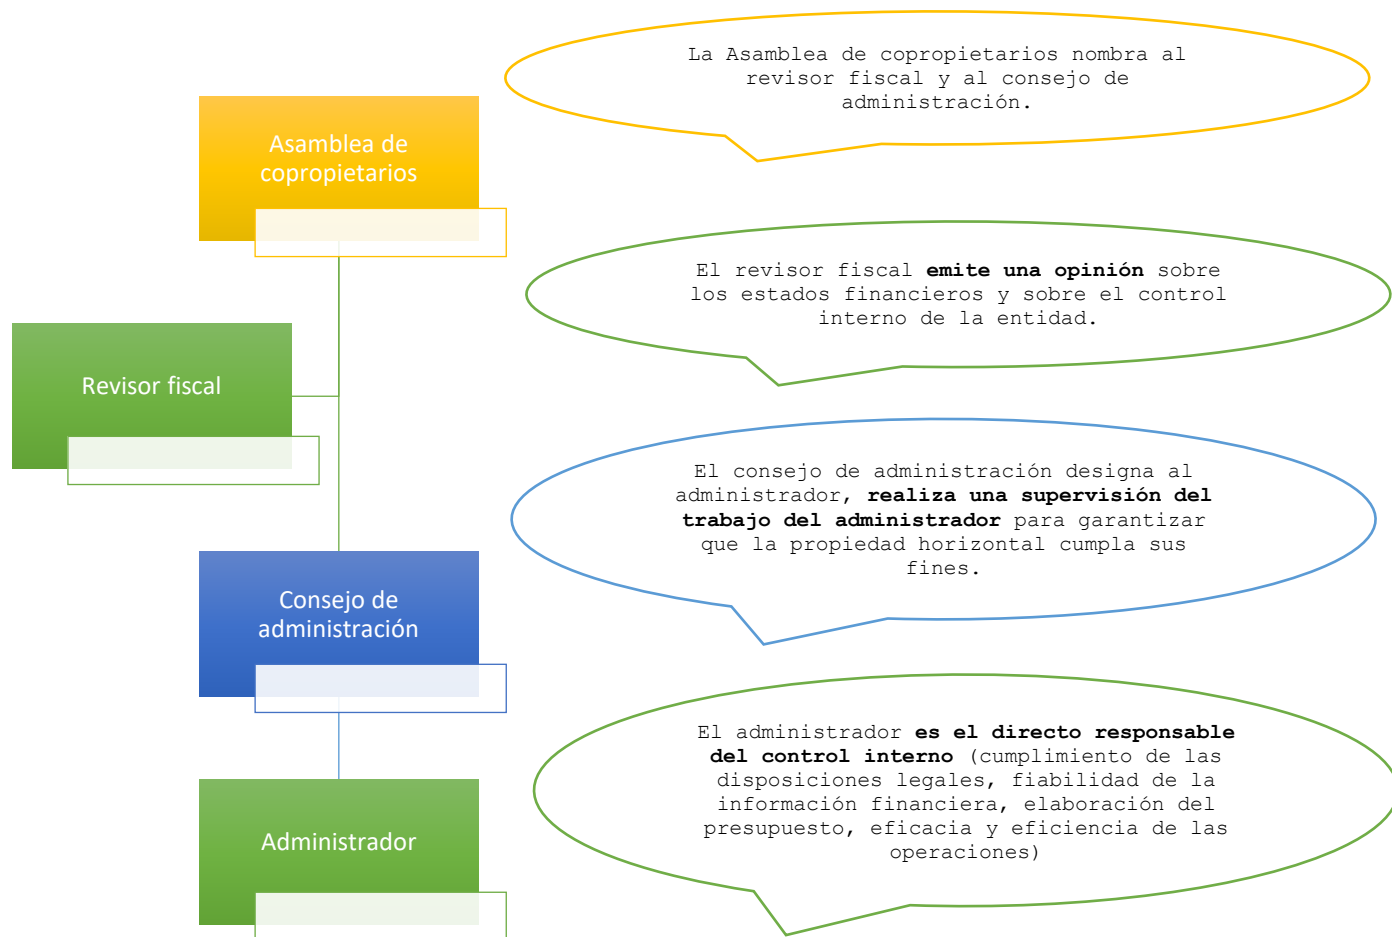 La Asamblea de copropietarios nombra al
revisor fiscal y al consejo de
administración.
Asamblea de
copropietarios
El revisor fiscal emite una opinión sobre
los estados financieros y sobre el control
interno de la entidad.
Revisor fiscal
El consejo de administración designa al
administrador, realiza una supervisión del
trabajo del administrador para garantizar
que la propiedad horizontal cumpla sus
fines.
Consejo de
administración
El administrador es el directo responsable
del control interno (cumplimiento de las
disposiciones legales, fiabilidad de la
información financiera, elaboración del
presupuesto, eficacia y eficiencia de las
operaciones)
Administrador